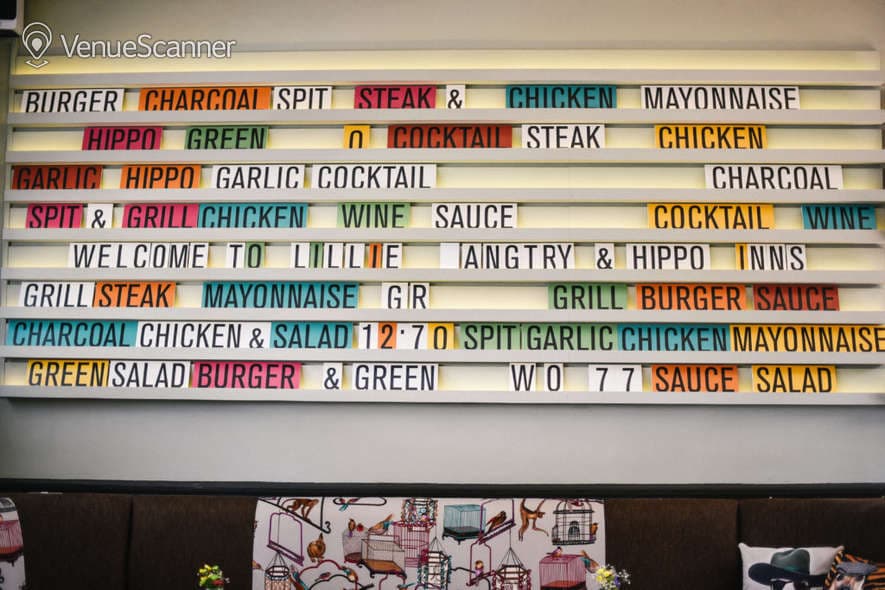 VenueScanner
BURGER CHARCOAL SPIT STEAK & CHICKEN MAYONNAISE
HIPPO GREEN O COCKTAIL STEAK CHICKEN
GARLIC HIPPO GARLIC COCKTAIL CHARCOAL
SPIT & GRILL CHICKEN WINE SAUCE COCKTAIL WINE
WELCOME TO LILLIE LANGTRY & HIPPO INNS
GRILL STEAK MAYONNAISE GR GRILL BURGER SAUCE
CHARCOAL CHICKEN & SALAD 12·70 SPIT GARLIC CHICKEN MAYONNAISE
GREEN SALAD BURGER & GREEN WO 77 SAUCE SALAD